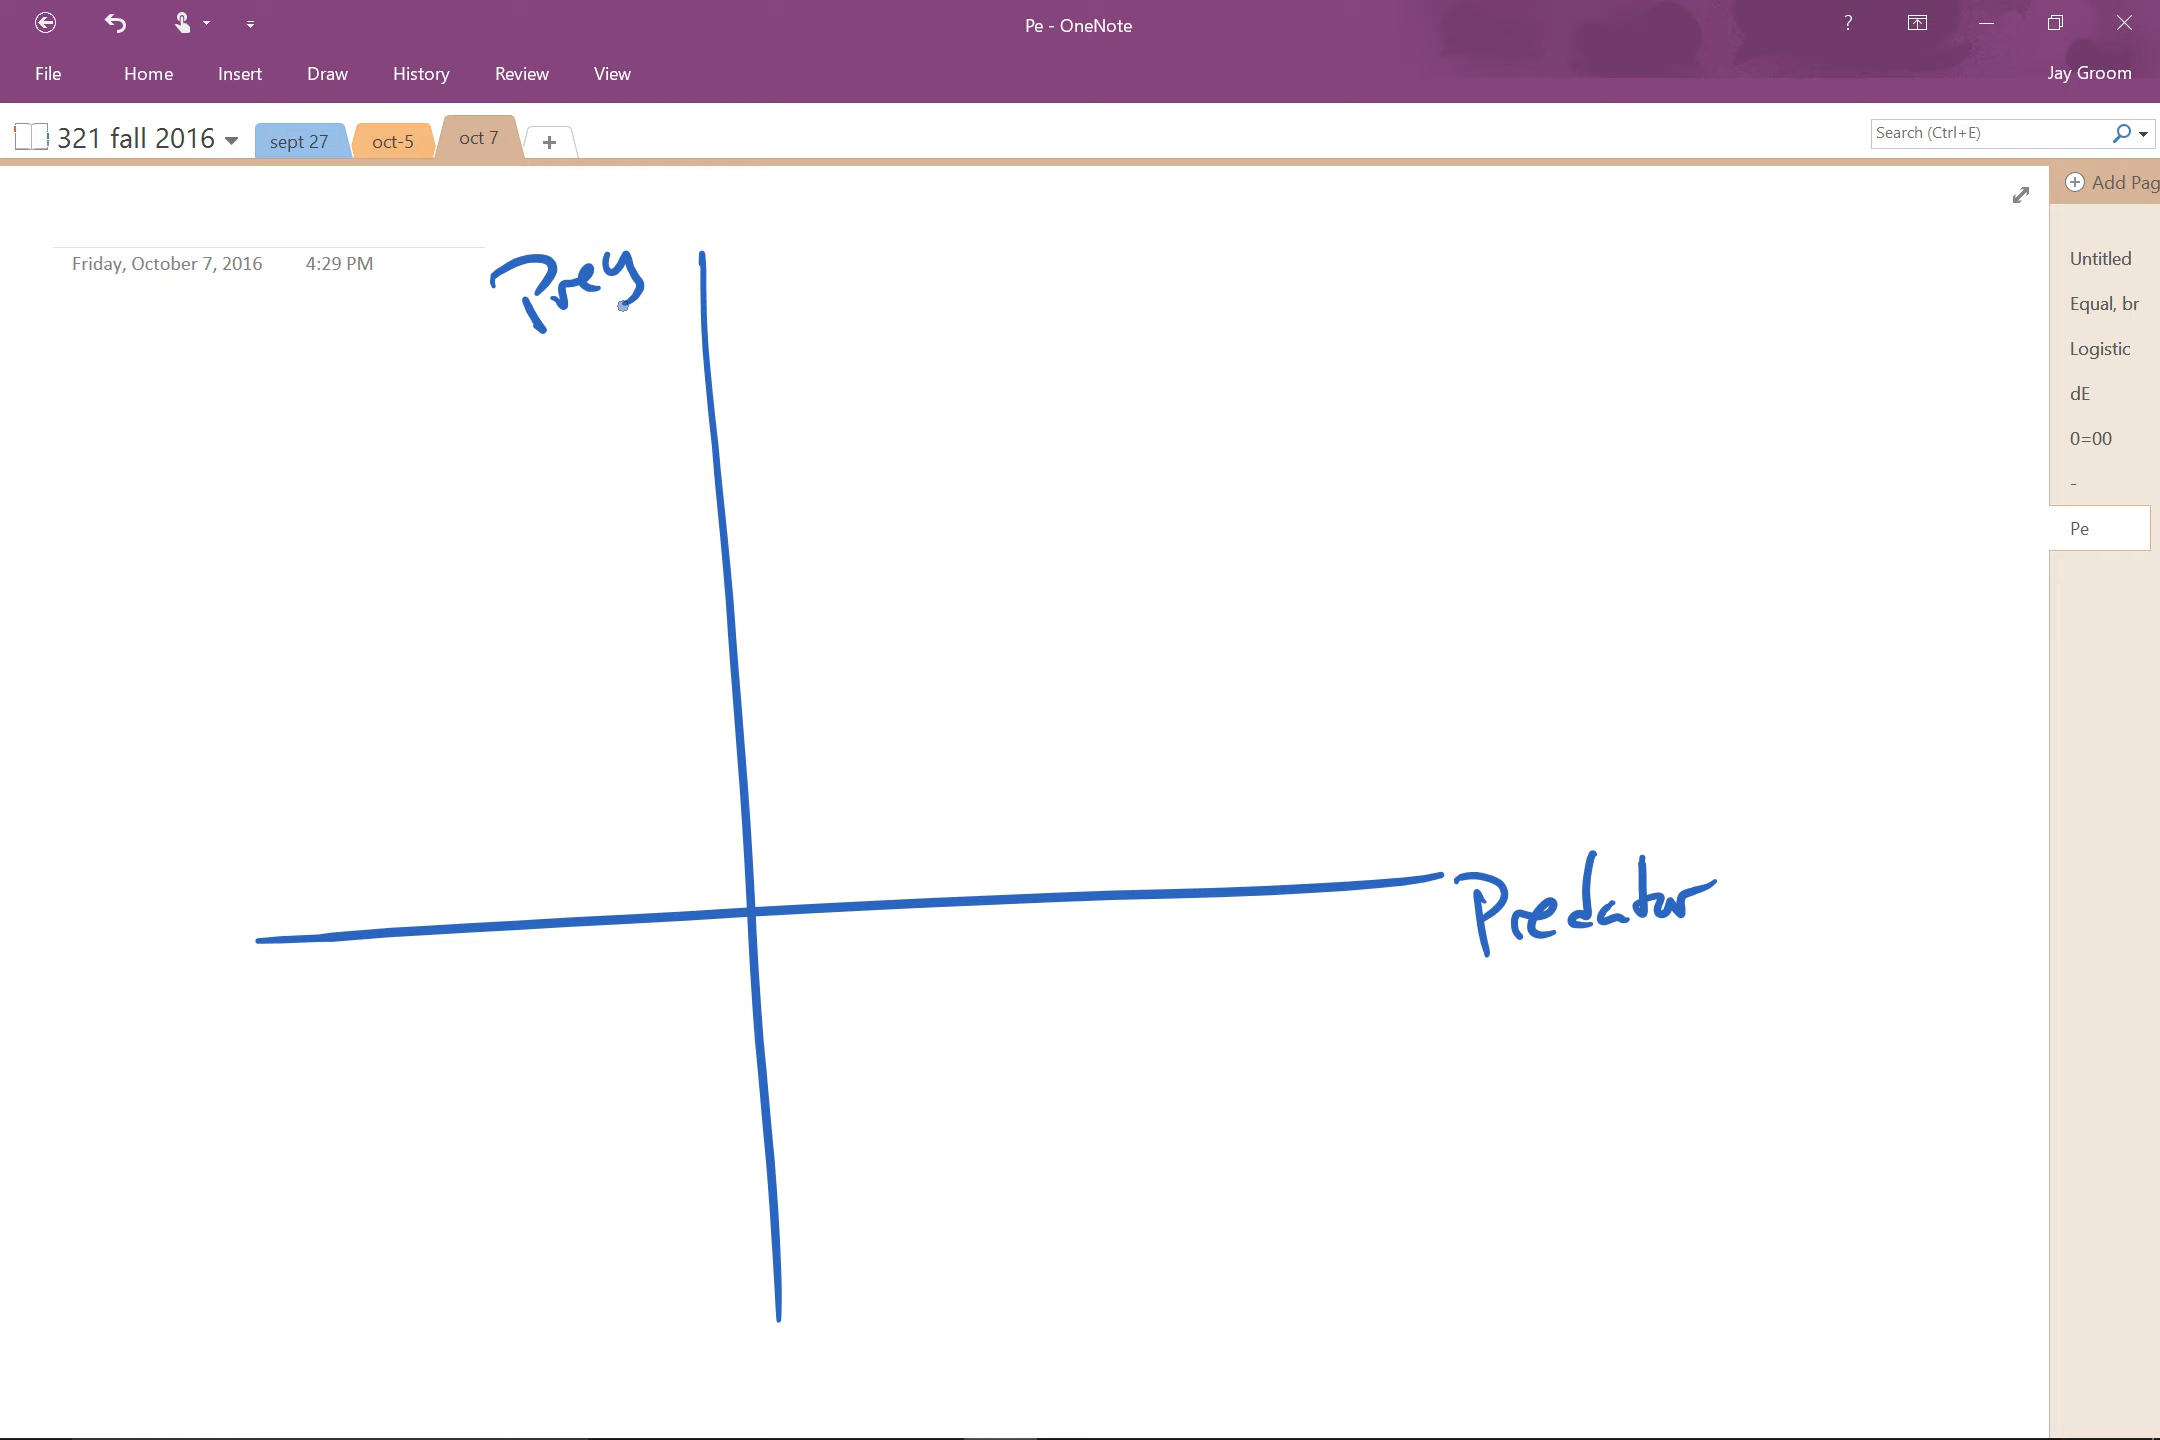 Pe - OneNote
?
File Home Insert Draw History Review View
Jay Groom
321 fall 2016 sept 27 oct-5 oct 7 +
Search (Ctrl+E)
Add Pag
Friday, October 7, 2016 4:29 PM
Prey
Predator
Untitled
Equal, br
Logistic
dE
0=00
-
Pe